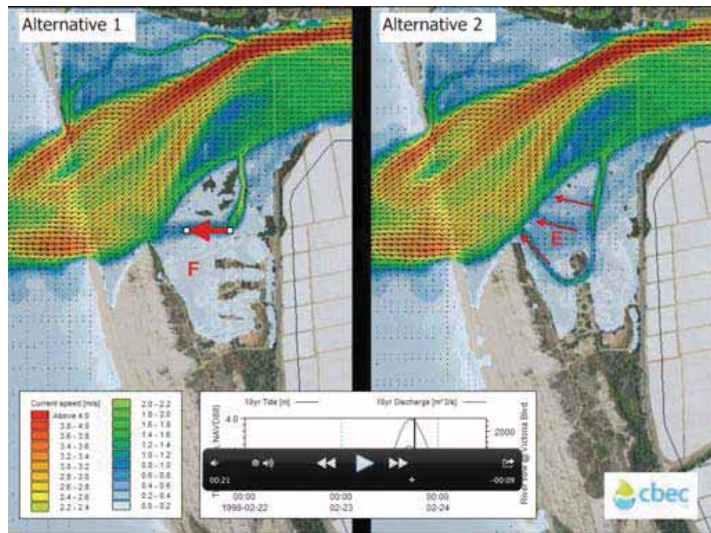 Alternative 1
Alternative 2
F
E
Current speed [m/s]
Above 4.0
3.8 - 4.0
3.6 - 3.8
3.4 - 3.6
3.2 - 3.4
3.0 - 3.2
2.8 - 3.0
2.6 - 2.8
2.4 - 2.6
2.2 - 2.4
2.0 - 2.2
1.8 - 2.0
1.6 - 1.8
1.4 - 1.6
1.2 - 1.4
1.0 - 1.2
0.8 - 1.0
0.6 - 0.8
0.4 - 0.6
0.2 - 0.4
0.0 - 0.2
10yr Tide [m]
10yr Discharge [m^3/s]
4.0
NAVD88)
2000
River flow @ Victoria Blvd
00:21
-00:09
00:00
00:00
00:00
1998-02-22
02-23
02-24
cbec